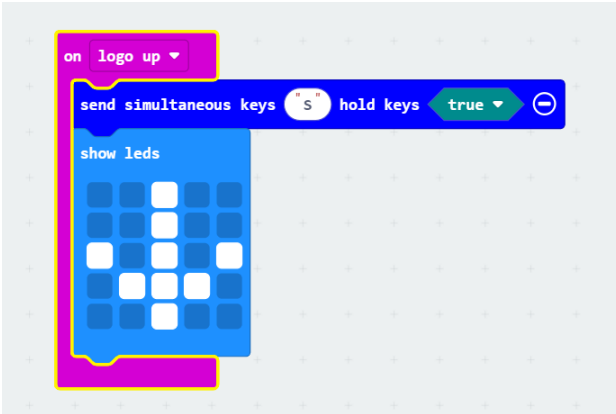 on logo up
send simultaneous keys "s" hold keys true
show leds